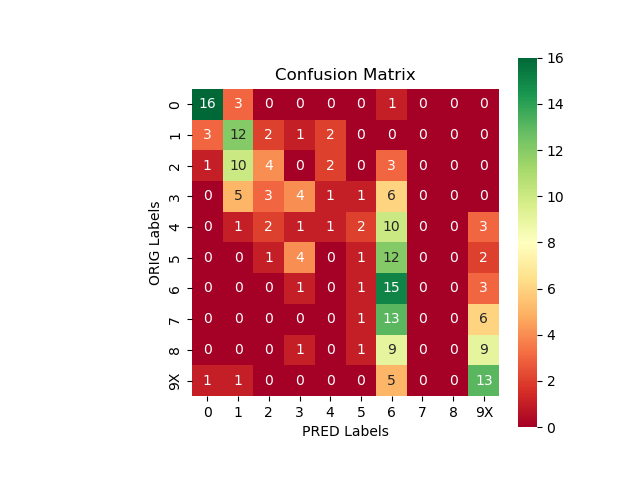 Confusion Matrix
16
0 16 3 0 0 0 0 1 0 0 0
14
1 3 12 2 1 2 0 0 0 0 0
2 1 10 4 0 2 0 3 0 0 0
12
3 0 5 3 4 1 1 6 0 0 0
10
4 0 1 2 1 1 2 10 0 0 3
8
5 0 0 1 4 0 1 12 0 0 2
6
6 0 0 0 1 0 1 15 0 0 3
7 0 0 0 0 0 1 13 0 0 6
4
8 0 0 0 1 0 1 9 0 0 9
2
9X 1 1 0 0 0 0 5 0 0 13
0 1 2 3 4 5 6 7 8 9X
0
ORIG Labels
PRED Labels